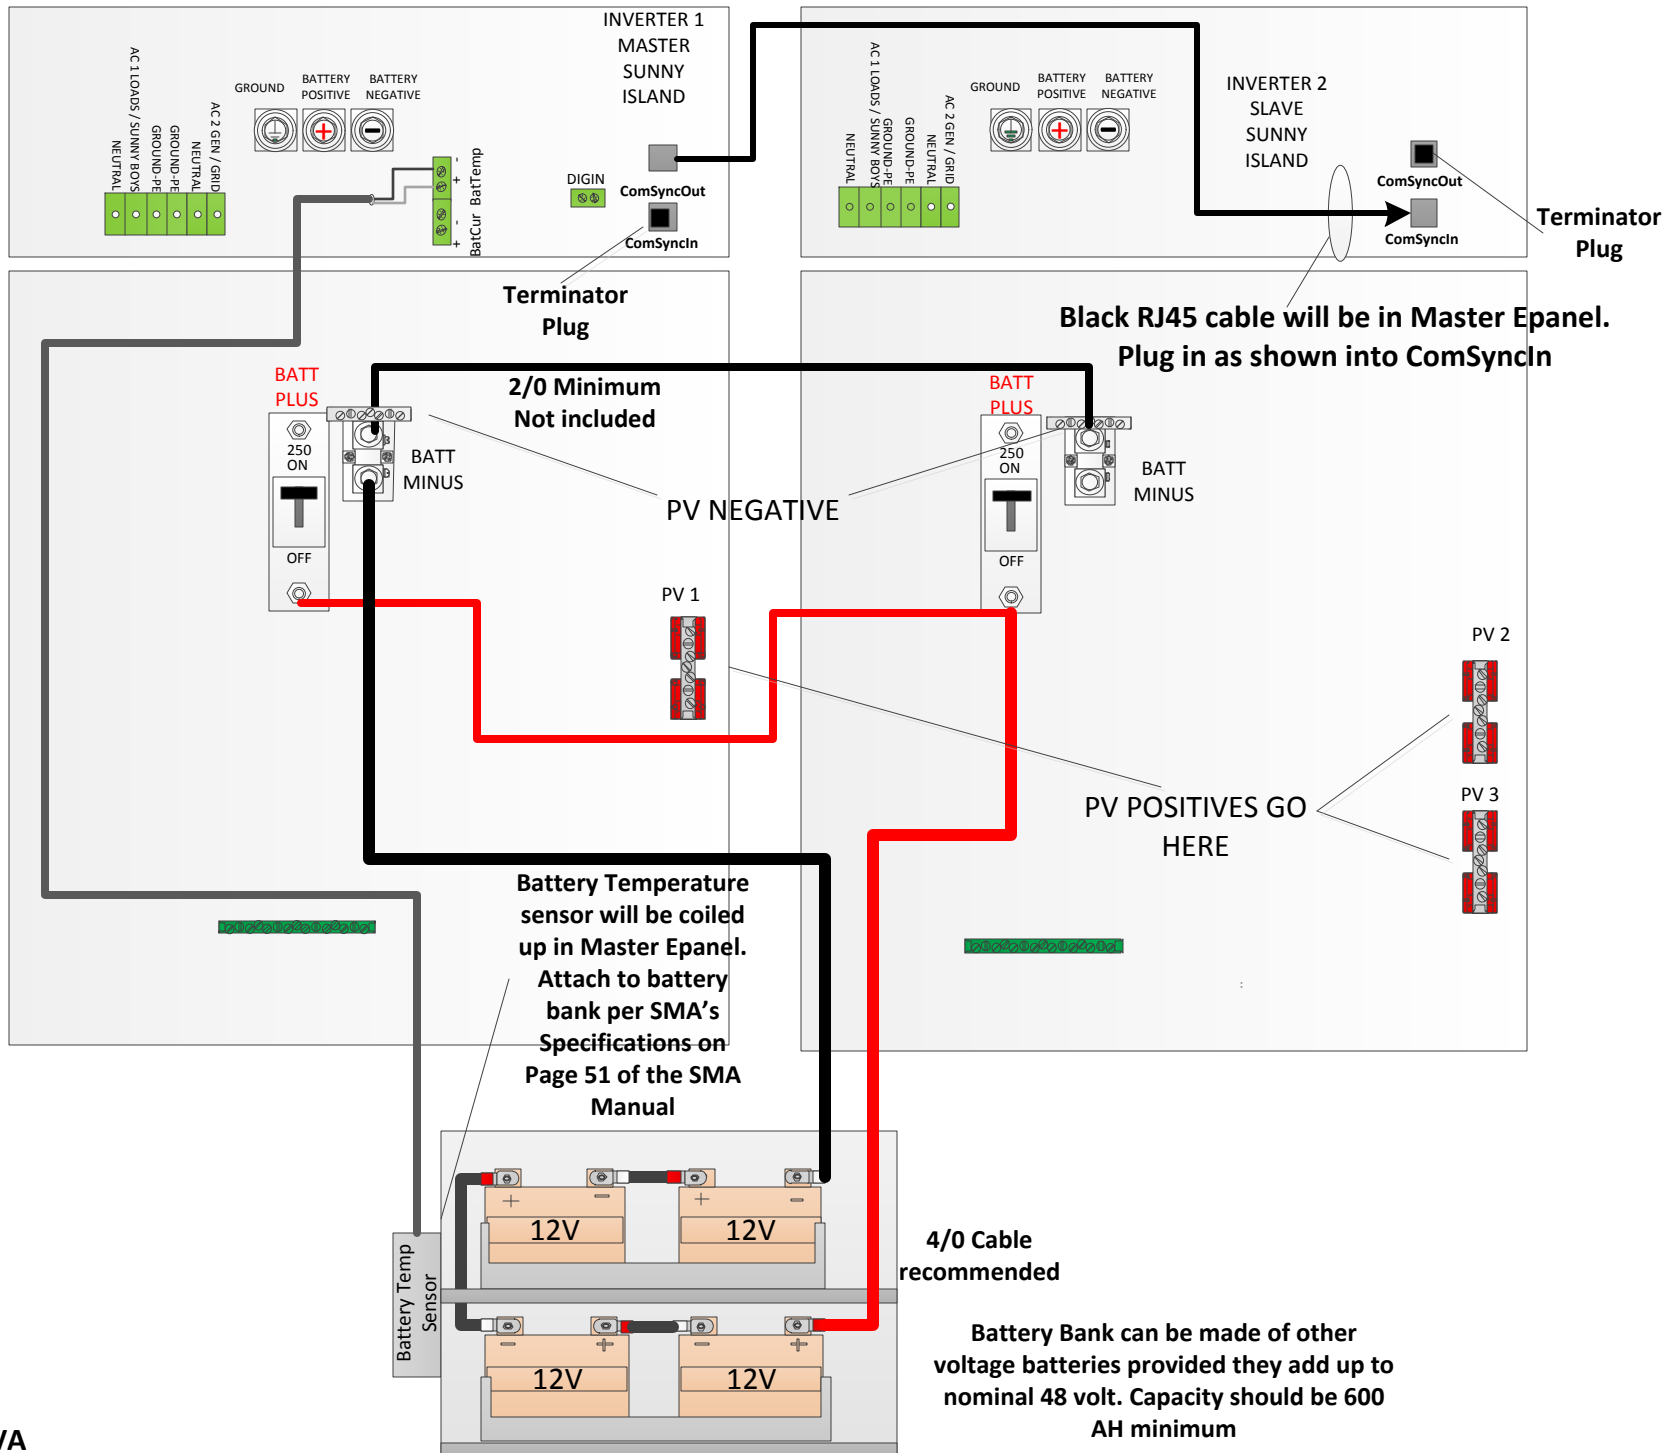 INVERTER 1
MASTER
SUNNY
ISLAND
GROUND
BATTERY
POSITIVE
BATTERY
NEGATIVE
NEUTRAL
AC 1 LOADS / SUNNY BOYS
GROUND-PE
GROUND-PE
NEUTRAL
AC 2 GEN / GRID
- + BatTemp
- + BatCur
DIGIN
ComSyncOut
ComSyncIn
INVERTER 2
SLAVE
SUNNY
ISLAND
GROUND
BATTERY
POSITIVE
BATTERY
NEGATIVE
NEUTRAL
AC 1 LOADS / SUNNY BOYS
GROUND-PE
GROUND-PE
NEUTRAL
AC 2 GEN / GRID
ComSyncOut
ComSyncIn
Terminator
Plug
Terminator
Plug
Black RJ45 cable will be in Master Epanel.
Plug in as shown into ComSyncIn
BATT
PLUS
250
ON
OFF
BATT
MINUS
2/0 Minimum
Not included
PV NEGATIVE
BATT
PLUS
250
ON
OFF
BATT
MINUS
PV 1
PV 2
PV 3
PV POSITIVES GO
HERE
Battery Temperature
sensor will be coiled
up in Master Epanel.
Attach to battery
bank per SMA’s
Specifications on
Page 51 of the SMA
Manual
+ - + -
12V
12V
Battery Temp
Sensor
- + - +
12V
12V
4/0 Cable
recommended
Battery Bank can be made of other
voltage batteries provided they add up to
nominal 48 volt. Capacity should be 600
AH minimum
VA